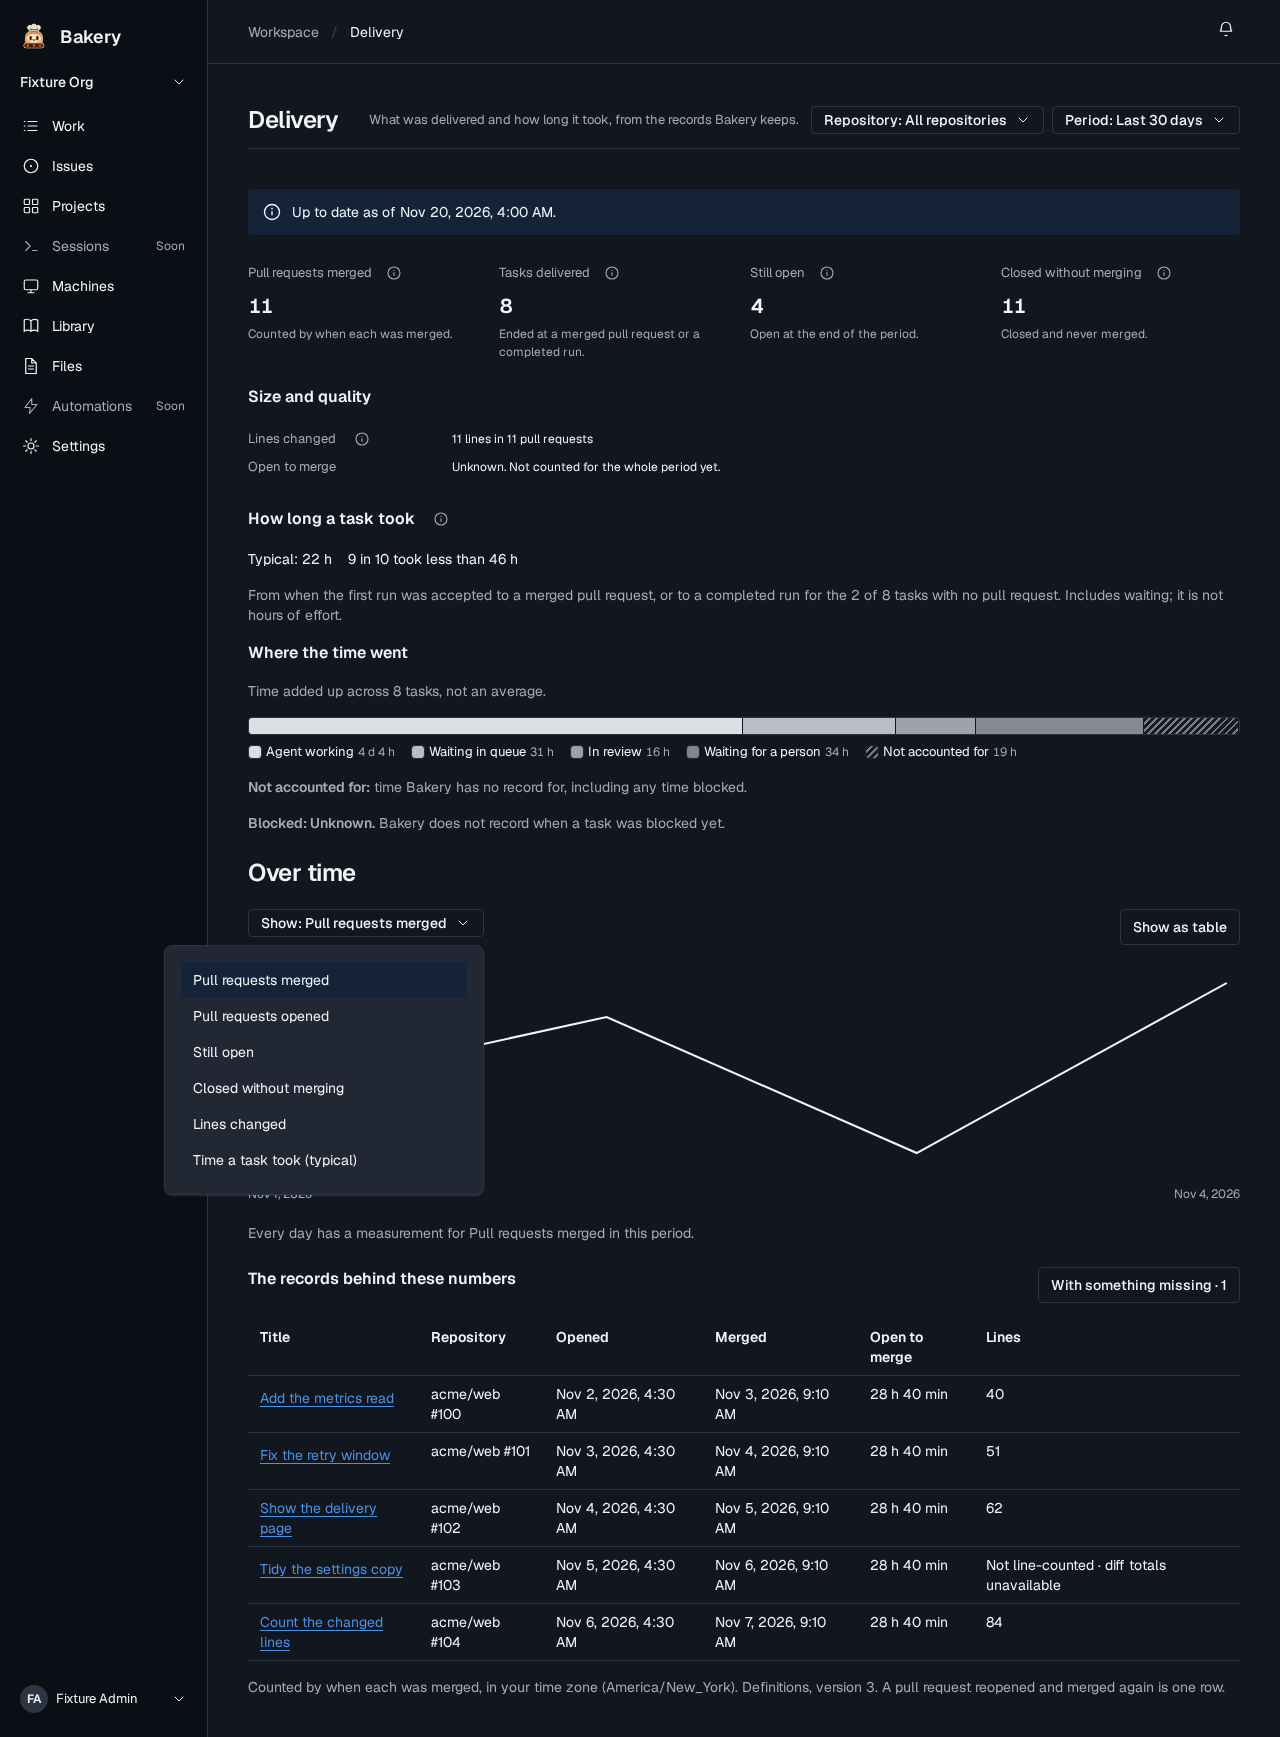 Bakery
Fixture Org
Work
Issues
Projects
Sessions Soon
Machines
Library
Files
Automations Soon
Settings
FA Fixture Admin
Workspace / Delivery
Delivery
What was delivered and how long it took, from the records Bakery keeps.
Repository: All repositories
Period: Last 30 days
Up to date as of Nov 20, 2026, 4:00 AM.
Pull requests merged
11
Counted by when each was merged.
Tasks delivered
8
Ended at a merged pull request or a
completed run.
Still open
4
Open at the end of the period.
Closed without merging
11
Closed and never merged.
Size and quality
Lines changed 11 lines in 11 pull requests
Open to merge Unknown. Not counted for the whole period yet.
How long a task took
Typical: 22 h 9 in 10 took less than 46 h
From when the first run was accepted to a merged pull request, or to a completed run for the 2 of 8 tasks with no pull request. Includes waiting; it is not
hours of effort.
Where the time went
Time added up across 8 tasks, not an average.
Agent working 4 d 4 h Waiting in queue 31 h In review 16 h Waiting for a person 34 h Not accounted for 19 h
Not accounted for: time Bakery has no record for, including any time blocked.
Blocked: Unknown. Bakery does not record when a task was blocked yet.
Over time
Show: Pull requests merged
Show as table
Pull requests merged
Pull requests opened
Still open
Closed without merging
Lines changed
Time a task took (typical)
Nov 4, 2026
Every day has a measurement for Pull requests merged in this period.
The records behind these numbers
With something missing · 1
Title Repository Opened Merged Open to
merge Lines
Add the metrics read acme/web
#100 Nov 2, 2026, 4:30
AM Nov 3, 2026, 9:10
AM 28 h 40 min 40
Fix the retry window acme/web #101 Nov 3, 2026, 4:30
AM Nov 4, 2026, 9:10
AM 28 h 40 min 51
Show the delivery
page acme/web
#102 Nov 4, 2026, 4:30
AM Nov 5, 2026, 9:10
AM 28 h 40 min 62
Tidy the settings copy acme/web
#103 Nov 5, 2026, 4:30
AM Nov 6, 2026, 9:10
AM 28 h 40 min Not line-counted · diff totals
unavailable
Count the changed
lines acme/web
#104 Nov 6, 2026, 4:30
AM Nov 7, 2026, 9:10
AM 28 h 40 min 84
Counted by when each was merged, in your time zone (America/New_York). Definitions, version 3. A pull request reopened and merged again is one row.